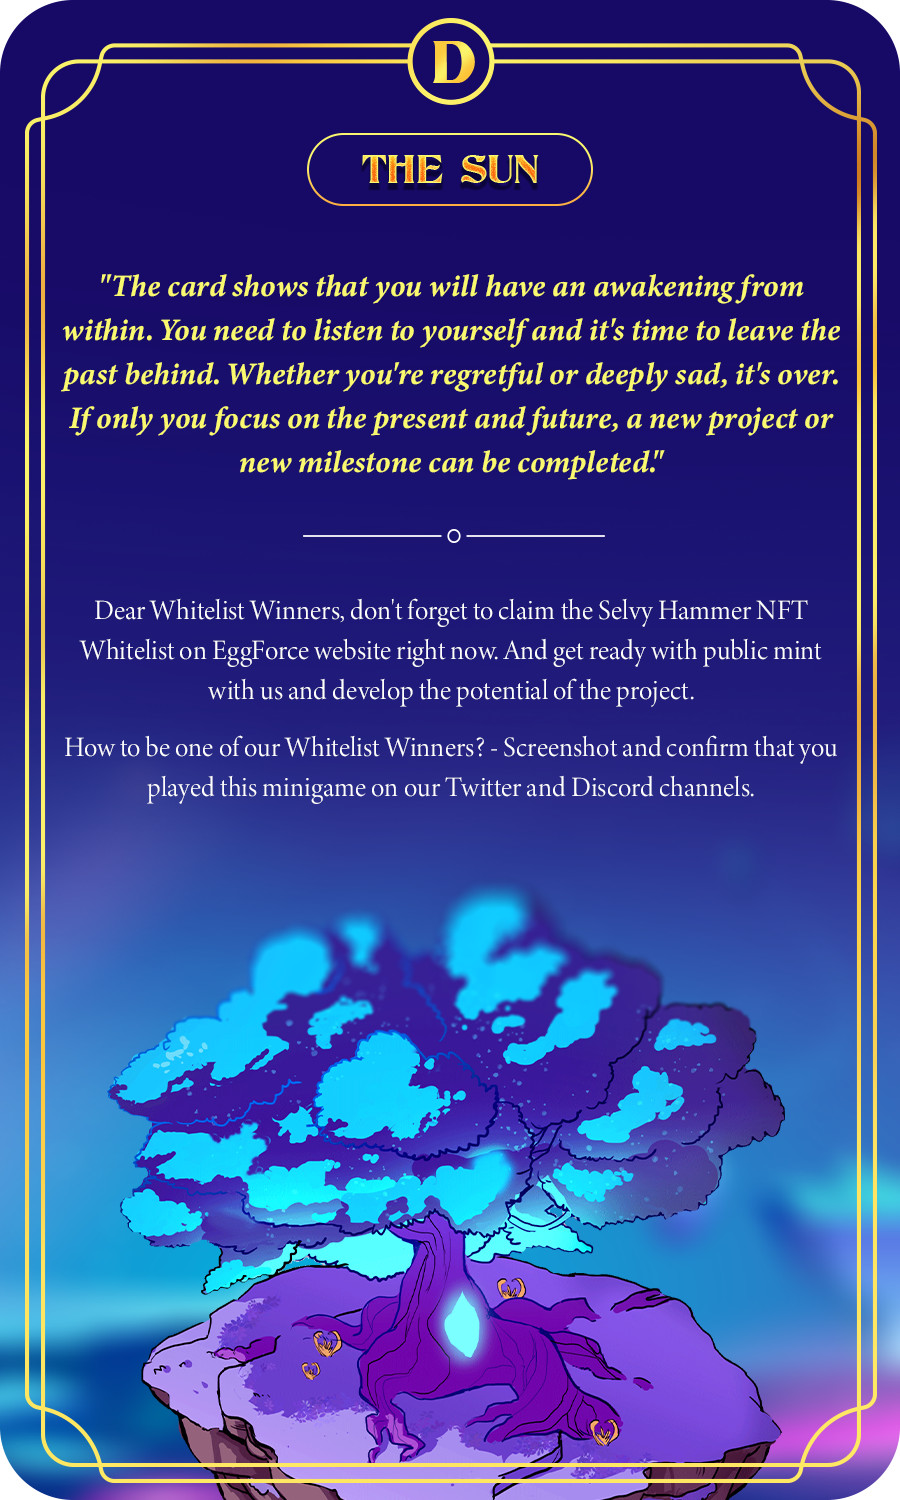 D
THE SUN
"The card shows that you will have an awakening from
within. You need to listen to yourself and it's time to leave the
past behind. Whether you're regretful or deeply sad, it's over.
If only you focus on the present and future, a new project or
new milestone can be completed."
Dear Whitelist Winners, don't forget to claim the Selvy Hammer NFT
Whitelist on EggForce website right now. And get ready with public mint
with us and develop the potential of the project.
How to be one of our Whitelist Winners? - Screenshot and confirm that you
played this minigame on our Twitter and Discord channels.